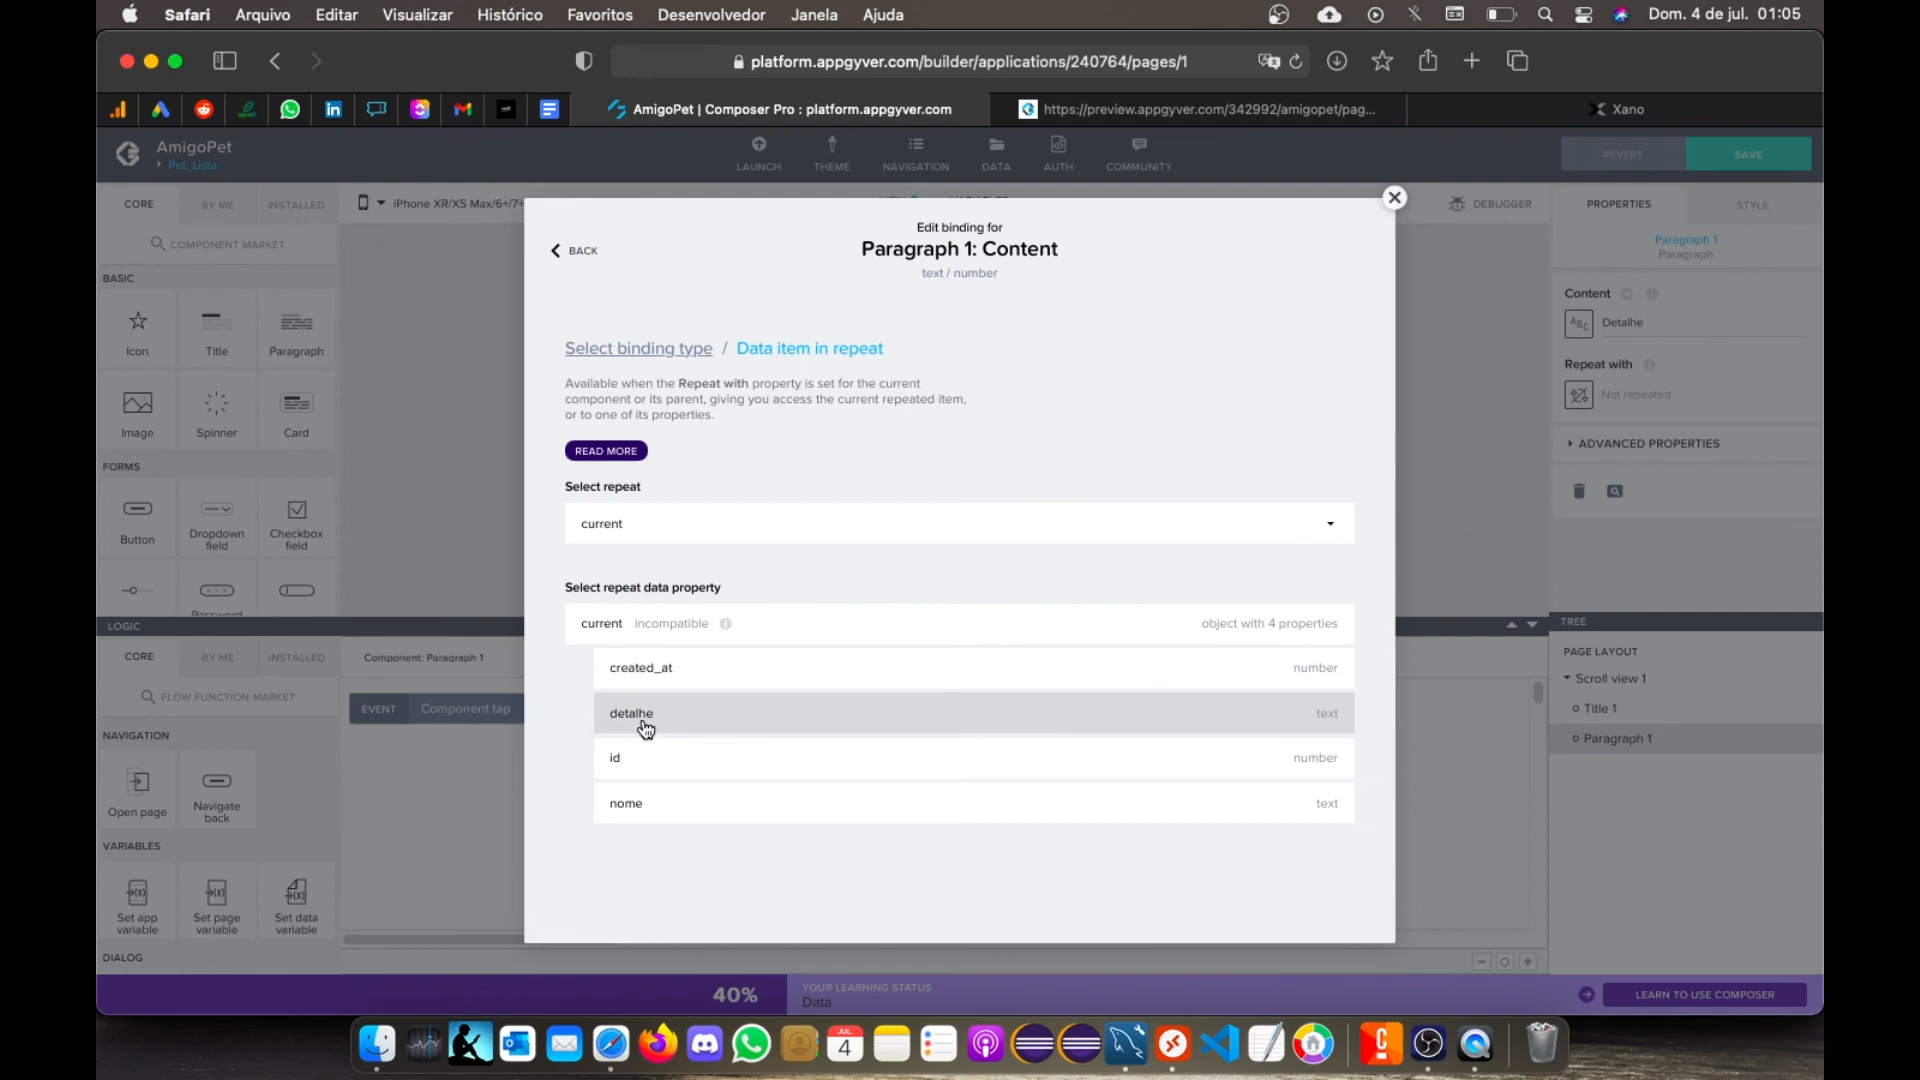 Safari Arquivo Editar Visualizar Histórico Favoritos Desenvolvedor Janela Ajuda Dom. 4 de jul. 01:05
platform.appgyver.com/builder/applications/240764/pages/1
AmigoPet | Composer Pro : platform.appgyver.com https://preview.appgyver.com/342992/amigopet/pag... Xano
AmigoPet
Pet_Lista
LAUNCH THEME NAVIGATION DATA AUTH COMMUNITY
REVERT SAVE
CORE BY ME INSTALLED
iPhone XR/XS Max/6+/7+
DEBUGGER
PROPERTIES STYLE
COMPONENT MARKET
BASIC
Icon Title Paragraph
Image Spinner Card
FORMS
Button Dropdown field Checkbox field
Edit binding for
BACK
Paragraph 1: Content
text / number
Select binding type / Data item in repeat
Available when the Repeat with property is set for the current
component or its parent, giving you access the current repeated item,
or to one of its properties.
READ MORE
Select repeat
current
Select repeat data property
current incompatible object with 4 properties
created_at number
detalhe text
id number
nome text
Paragraph 1
Paragraph
Content
ABC Detalhe
Repeat with
Not repeated
ADVANCED PROPERTIES
LOGIC
CORE BY ME INSTALLED
Component: Paragraph 1
FLOW FUNCTION MARKET
EVENT Component tap
NAVIGATION
Open page Navigate back
VARIABLES
Set app variable Set page variable Set data variable
DIALOG
TREE
PAGE LAYOUT
Scroll view 1
Title 1
Paragraph 1
40%
YOUR LEARNING STATUS
Data
LEARN TO USE COMPOSER
JUL
4